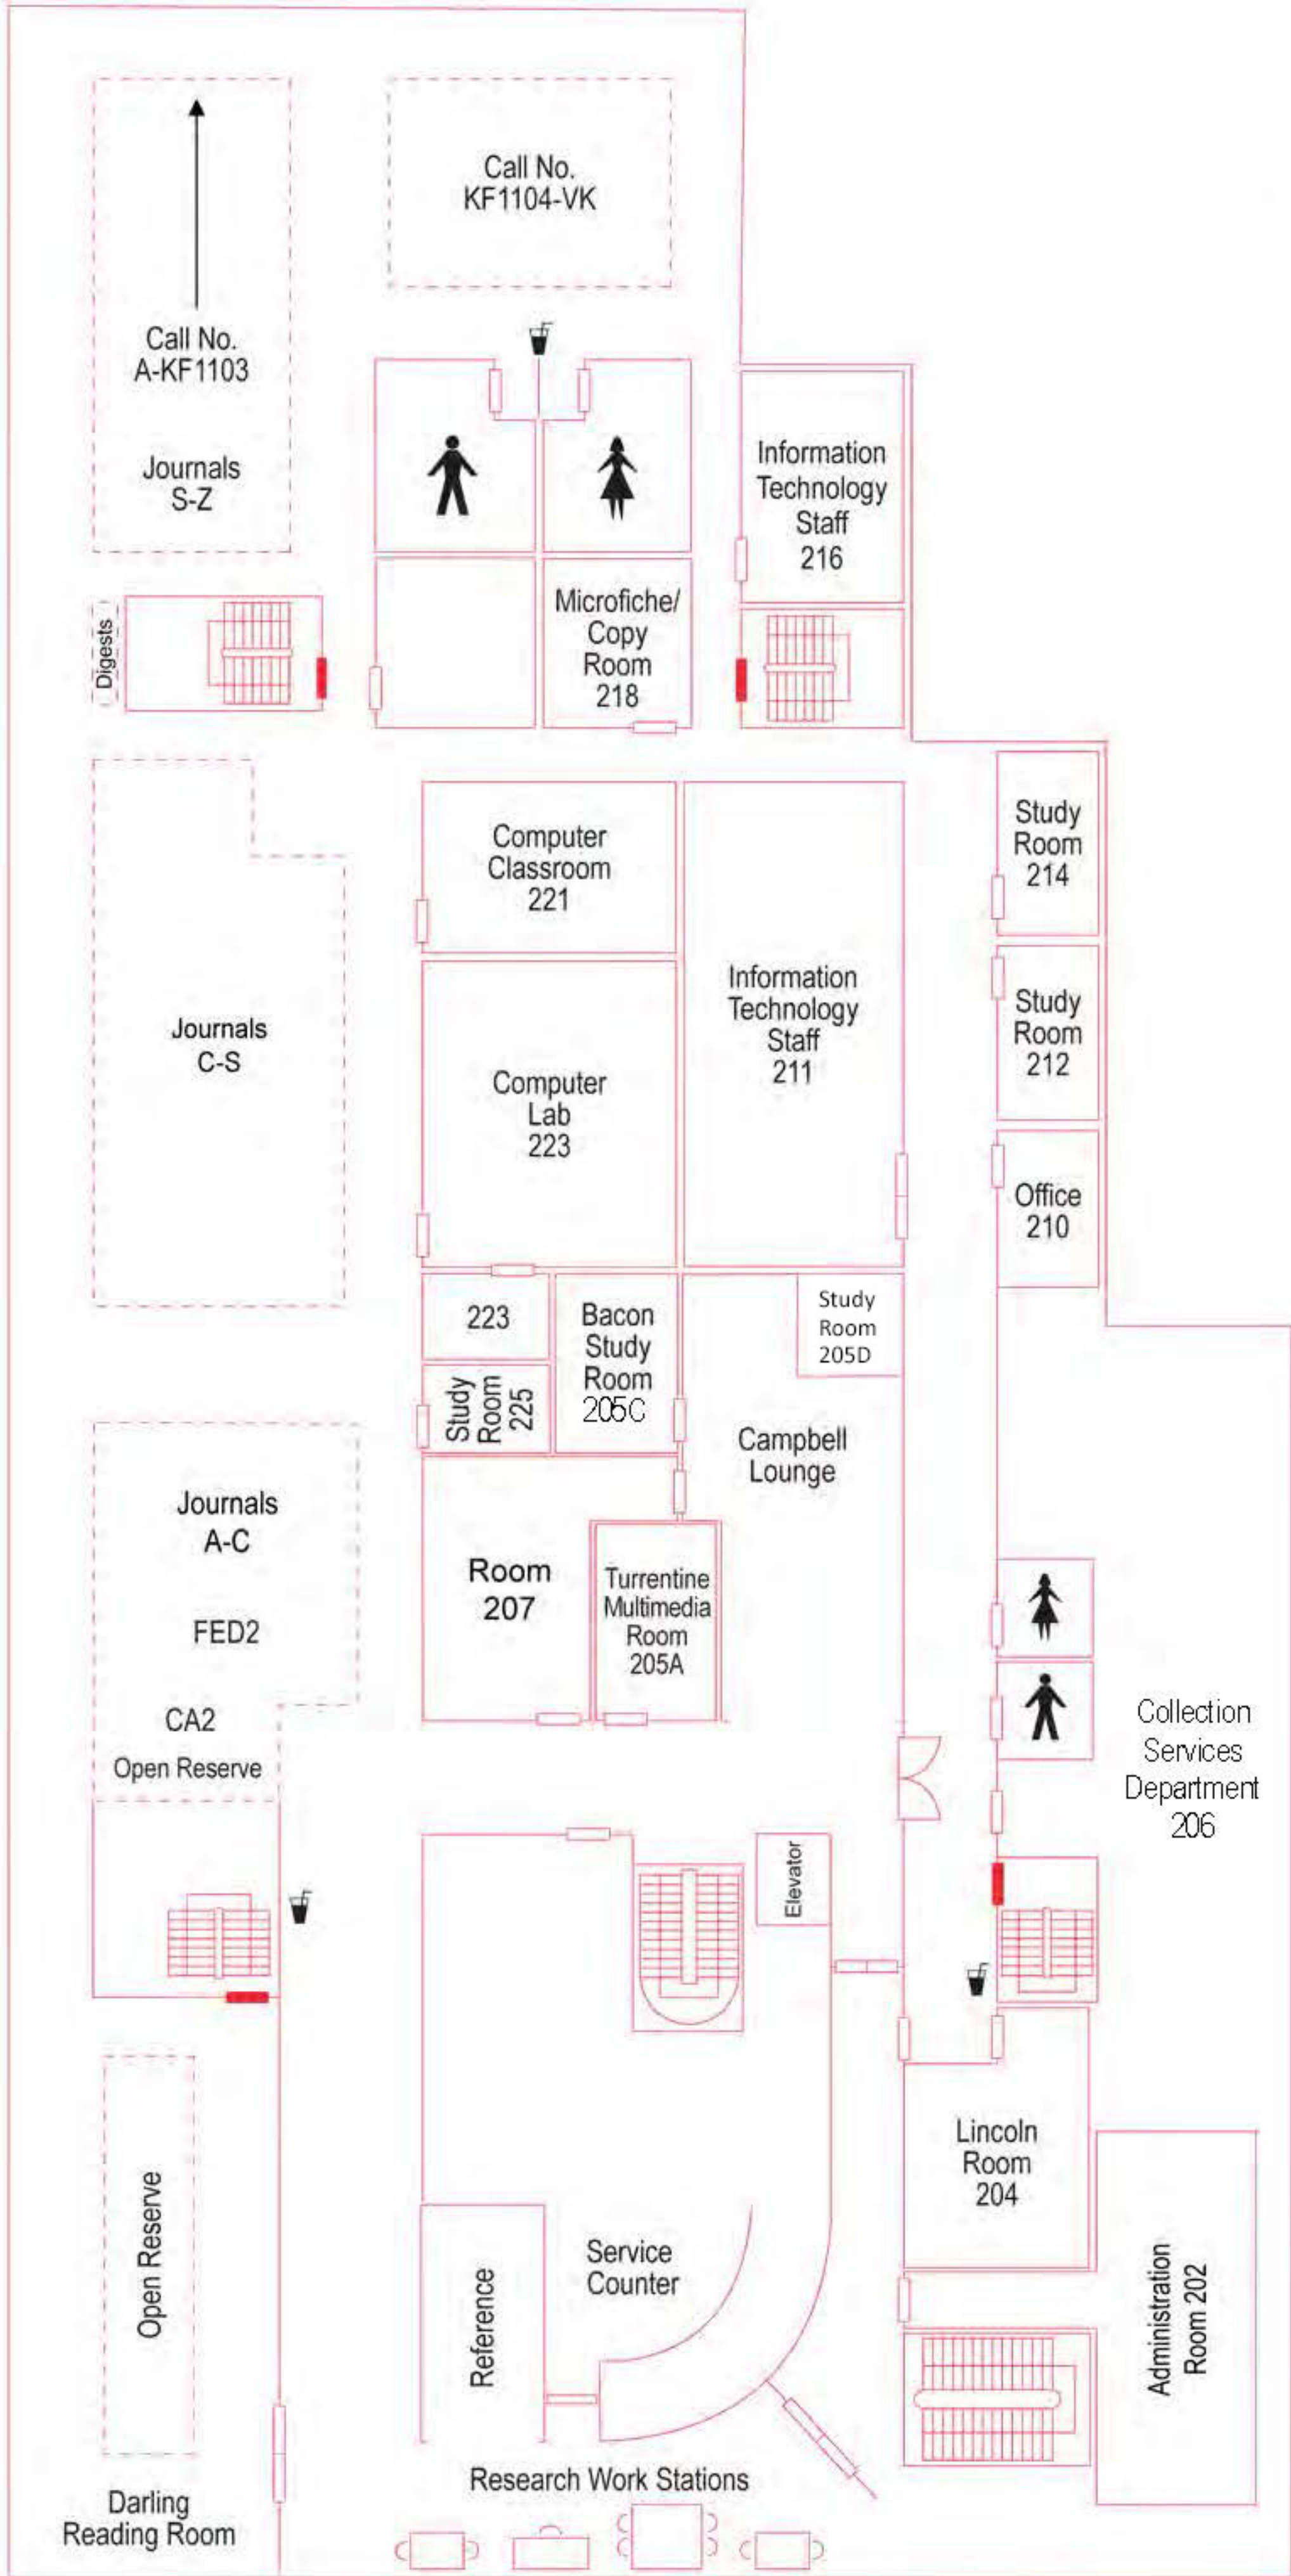 Call No.
KF1104-VK
Call No.
A-KF1103
Journals
S-Z
Information
Technology
Staff
216
Digests
Microfiche/
Copy
Room
218
Computer
Classroom
221
Study
Room
214
Information
Technology
Staff
211
Study
Room
212
Journals
C-S
Computer
Lab
223
Office
210
223
Bacon
Study
Room
205C
Study
Room
205D
Study
Room
225
Campbell
Lounge
Journals
A-C
FED2
CA2
Open Reserve
Room
207
Turrentine
Multimedia
Room
205A
Collection
Services
Department
206
Elevator
Lincoln
Room
204
Open Reserve
Service
Counter
Reference
Administration
Room 202
Research Work Stations
Darling
Reading Room